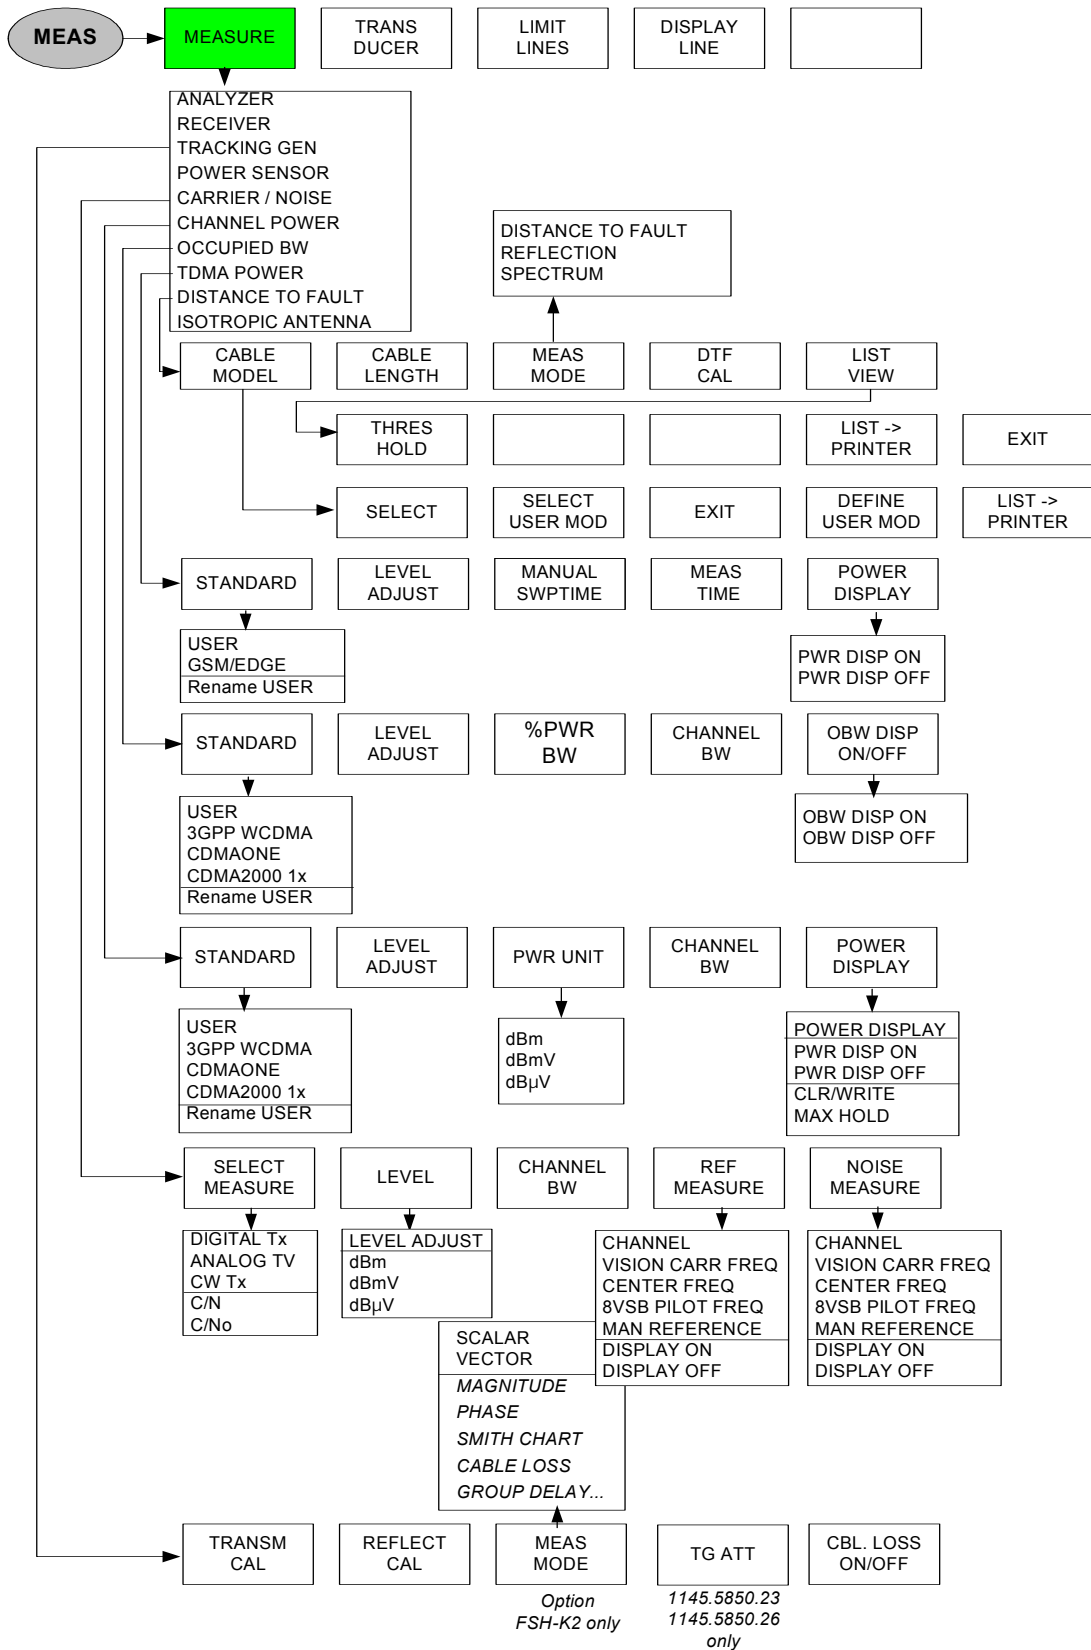 MEAS
MEASURE
TRANS
DUCER
LIMIT
LINES
DISPLAY
LINE
ANALYZER
RECEIVER
TRACKING GEN
POWER SENSOR
CARRIER / NOISE
CHANNEL POWER
OCCUPIED BW
TDMA POWER
DISTANCE TO FAULT
ISOTROPIC ANTENNA
DISTANCE TO FAULT
REFLECTION
SPECTRUM
CABLE
MODEL
CABLE
LENGTH
MEAS
MODE
DTF
CAL
LIST
VIEW
THRES
HOLD
LIST ->
PRINTER
EXIT
SELECT
SELECT
USER MOD
EXIT
DEFINE
USER MOD
LIST ->
PRINTER
STANDARD
LEVEL
ADJUST
MANUAL
SWPTIME
MEAS
TIME
POWER
DISPLAY
USER
GSM/EDGE
Rename USER
PWR DISP ON
PWR DISP OFF
STANDARD
LEVEL
ADJUST
%PWR
BW
CHANNEL
BW
OBW DISP
ON/OFF
USER
3GPP WCDMA
CDMAONE
CDMA2000 1x
Rename USER
OBW DISP ON
OBW DISP OFF
STANDARD
LEVEL
ADJUST
PWR UNIT
CHANNEL
BW
POWER
DISPLAY
USER
3GPP WCDMA
CDMAONE
CDMA2000 1x
Rename USER
dBm
dBmV
dBµV
POWER DISPLAY
PWR DISP ON
PWR DISP OFF
CLR/WRITE
MAX HOLD
SELECT
MEASURE
LEVEL
CHANNEL
BW
REF
MEASURE
NOISE
MEASURE
DIGITAL Tx
ANALOG TV
CW Tx
C/N
C/No
LEVEL ADJUST
dBm
dBmV
dBµV
CHANNEL
VISION CARR FREQ
CENTER FREQ
8VSB PILOT FREQ
MAN REFERENCE
DISPLAY ON
DISPLAY OFF
CHANNEL
VISION CARR FREQ
CENTER FREQ
8VSB PILOT FREQ
MAN REFERENCE
DISPLAY ON
DISPLAY OFF
SCALAR
VECTOR
MAGNITUDE
PHASE
SMITH CHART
CABLE LOSS
GROUP DELAY...
TRANSM
CAL
REFLECT
CAL
MEAS
MODE
TG ATT
CBL. LOSS
ON/OFF
Option
FSH-K2 only
1145.5850.23
1145.5850.26
only